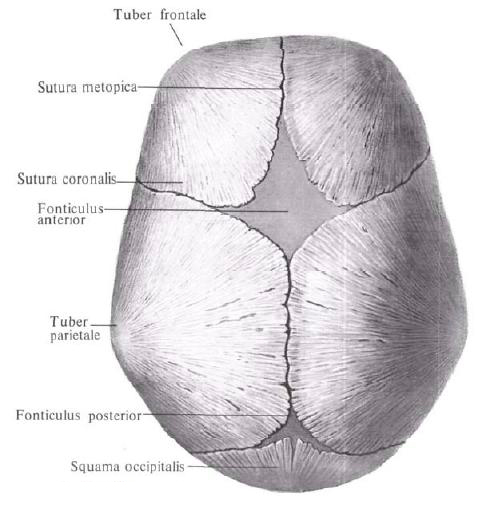 Tuber frontale
Sutura metopica
Sutura coronalis
Fonticulus
anterior
Tuber
parietale
Fonticulus posterior
Squama occipitalis